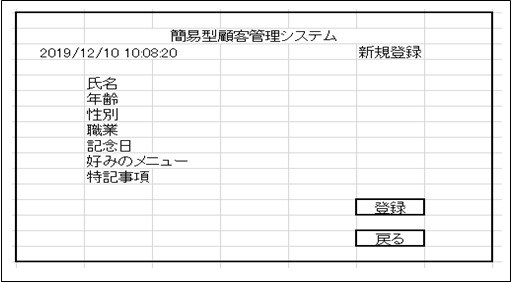 簡易型顧客管理システム
2019/12/10 10:08:20 新規登録
氏名
年齢
性別
職業
記念日
好みのメニュー
特記事項
登録
戻る